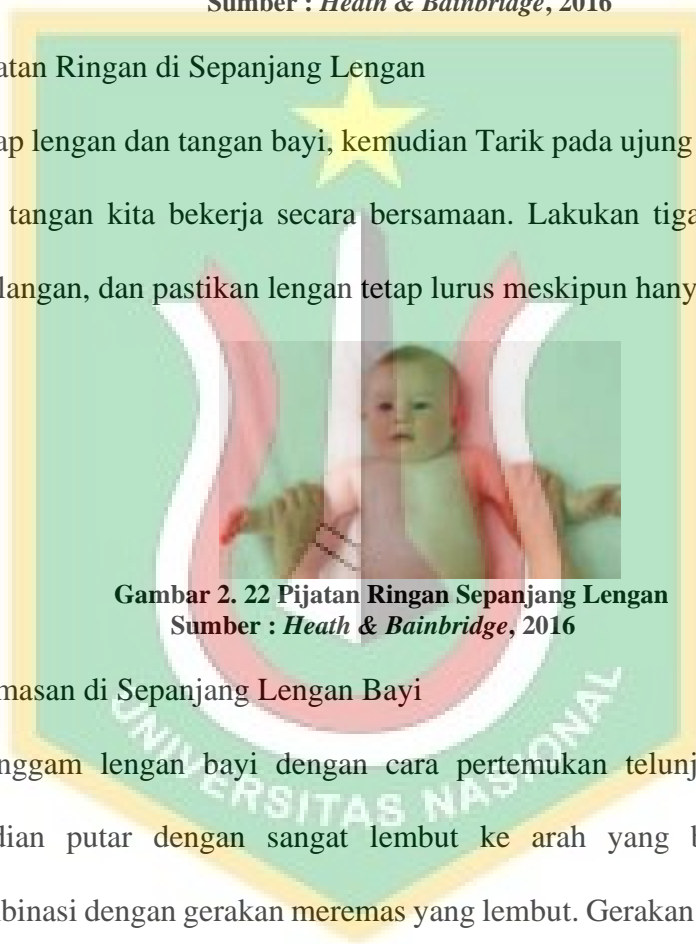 Sumber : Heath & Bainbridge, 2016
atan Ringan di Sepanjang Lengan
ap lengan dan tangan bayi, kemudian Tarik pada ujung
tangan kita bekerja secara bersamaan. Lakukan tiga
langan, dan pastikan lengan tetap lurus meskipun hany
Gambar 2. 22 Pijatan Ringan Sepanjang Lengan
Sumber : Heath & Bainbridge, 2016
masan di Sepanjang Lengan Bayi
nggam lengan bayi dengan cara pertemukan telunj
dian putar dengan sangat lembut ke arah yang b
nbinasi dengan gerakan meremas yang lembut. Gerakan
UNIVERSITAS NASIONAL